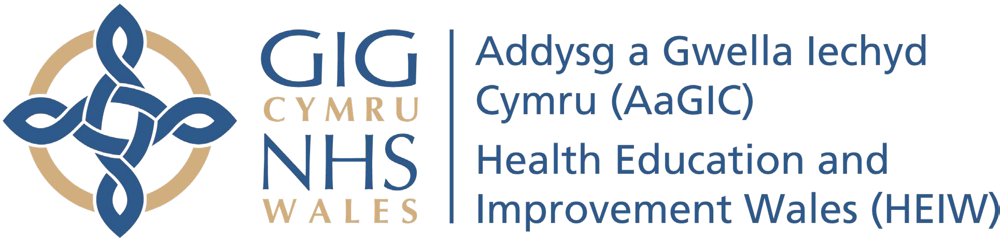 GIG
CYMRU
NHS
WALES
Addysg a Gwella Iechyd
Cymru (AaGIC)
Health Education and
Improvement Wales (HEIW)